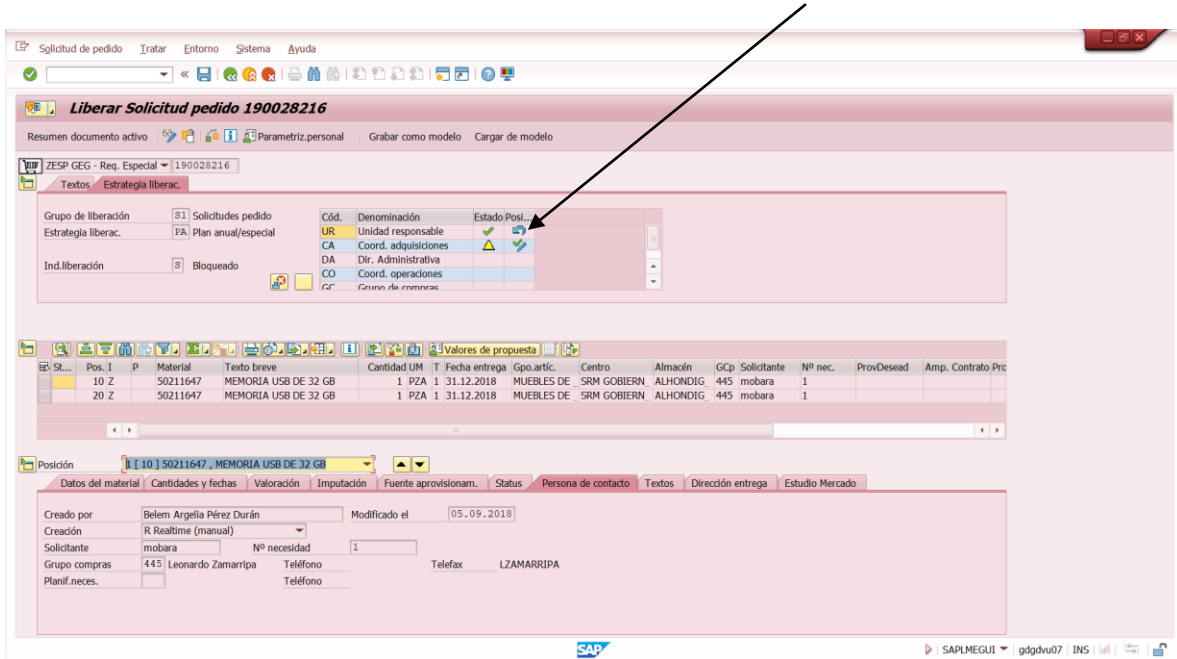 Solicitud de pedido Tratar Entorno Sistema Ayuda
Liberar Solicitud pedido 190028216
Resumen documento activo Parametriz.personal Grabar como modelo Cargar de modelo
ZESP GEG - Req. Especial 190028216
Textos Estrategia liberac.
Grupo de liberación S1 Solicitudes pedido
Estrategia liberac. PA Plan anual/especial
Ind.liberación S Bloqueado
Cód. Denominación Estado Posi...
UR Unidad responsable
CA Coord. adquisiciones
DA Dir. Administrativa
CO Coord. operaciones
GC Grupo de compras
Valores de propuesta
St... Pos. I P Material Texto breve Cantidad UM T Fecha entrega Gpo.artíc. Centro Almacén GCp Solicitante Nº nec. ProvDesead Amp. Contrato Pro
10 Z 50211647 MEMORIA USB DE 32 GB 1 PZA 1 31.12.2018 MUEBLES DE _ SRM GOBIERN_ ALHONDIG_ 445 mobara 1
20 Z 50211647 MEMORIA USB DE 32 GB 1 PZA 1 31.12.2018 MUEBLES DE _ SRM GOBIERN_ ALHONDIG_ 445 mobara 1
Posición 1 [ 10 ] 50211647 , MEMORIA USB DE 32 GB
Datos del material Cantidades y fechas Valoración Imputación Fuente aprovisionam. Status Persona de contacto Textos Dirección entrega Estudio Mercado
Creado por Belem Argelia Pérez Durán Modificado el 05.09.2018
Creación R Realtime (manual)
Solicitante mobara Nº necesidad 1
Grupo compras 445 Leonardo Zamarripa Teléfono Telefax LZAMARRIPA
Planif.neces. Teléfono
SAP SAPLMEGUI gdgdvu07 INS